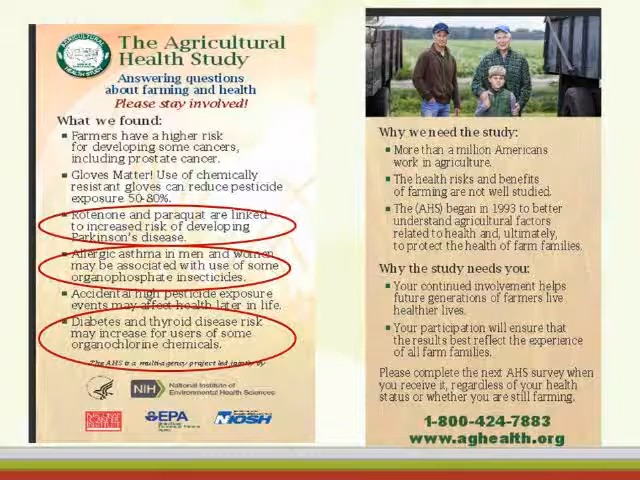 AGRICULTURAL
HEALTH STUDY
The Agricultural
Health Study
Answering questions
about farming and health
Please stay involved!
What we found:
Farmers have a higher risk
for developing some cancers,
including prostate cancer.
Gloves Matter! Use of chemically
resistant gloves can reduce pesticide
exposure 50-80%.
Rotenone and paraquat are linked
to increased risk of developing
Parkinson's disease.
Allergic asthma in men and women
may be associated with use of some
organophosphate insecticides.
Accidental high pesticide exposure
events may affect health later in life.
Diabetes and thyroid disease risk
may increase for users of some
organochlorine chemicals.
The AHS is a multi-agency project led jointly by
NIH
National Institute of
Environmental Health Sciences
NATIONAL
CANCER
INSTITUTE
EPA
NIOSH
Why we need the study:
More than a million Americans
work in agriculture.
The health risks and benefits
of farming are not well studied.
The (AHS) began in 1993 to better
understand agricultural factors
related to health and, ultimately,
to protect the health of farm families.
Why the study needs you:
Your continued involvement helps
future generations of farmers live
healthier lives.
Your participation will ensure that
the results best reflect the experience
of all farm families.
Please complete the next AHS survey when
you receive it, regardless of your health
status or whether you are still farming.
1-800-424-7883
www.aghealth.org